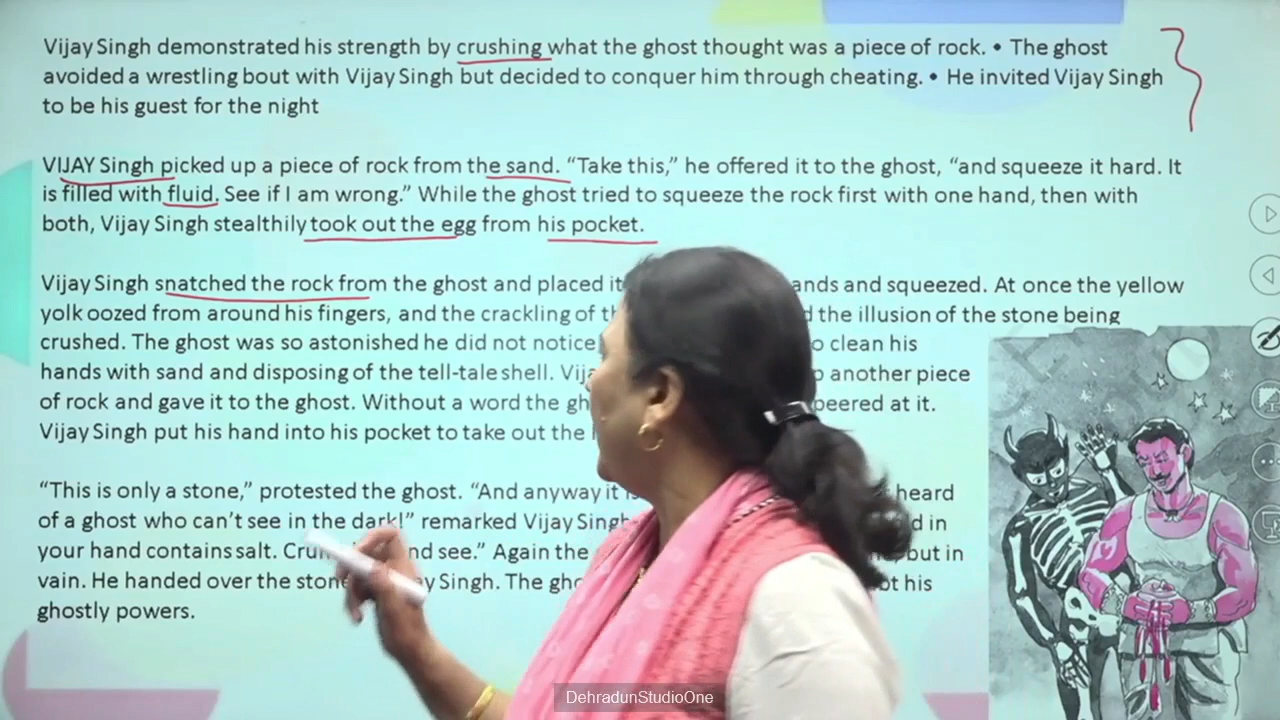 Vijay Singh demonstrated his strength by crushing what the ghost thought was a piece of rock. • The ghost
avoided a wrestling bout with Vijay Singh but decided to conquer him through cheating. • He invited Vijay Singh
to be his guest for the night
VIJAY Singh picked up a piece of rock from the sand. “Take this,” he offered it to the ghost, “and squeeze it hard. It
is filled with fluid. See if I am wrong.” While the ghost tried to squeeze the rock first with one hand, then with
both, Vijay Singh stealthily took out the egg from his pocket.
Vijay Singh snatched the rock from the ghost and placed it ands and squeezed. At once the yellow
yolk oozed from around his fingers, and the crackling of the illusion of the stone being
crushed. The ghost was so astonished he did not notice clean his
hands with sand and disposing of the tell-tale shell. another piece
of rock and gave it to the ghost. Without a word the peered at it.
Vijay Singh put his hand into his pocket to take out the
“This is only a stone,” protested the ghost. “And anyway it heard
of a ghost who can’t see in the dark!” remarked Vijay Singh in
your hand contains salt. and see.” Again the but in
vain. He handed over the Singh. The his
ghostly powers.
DehradunStudioOne